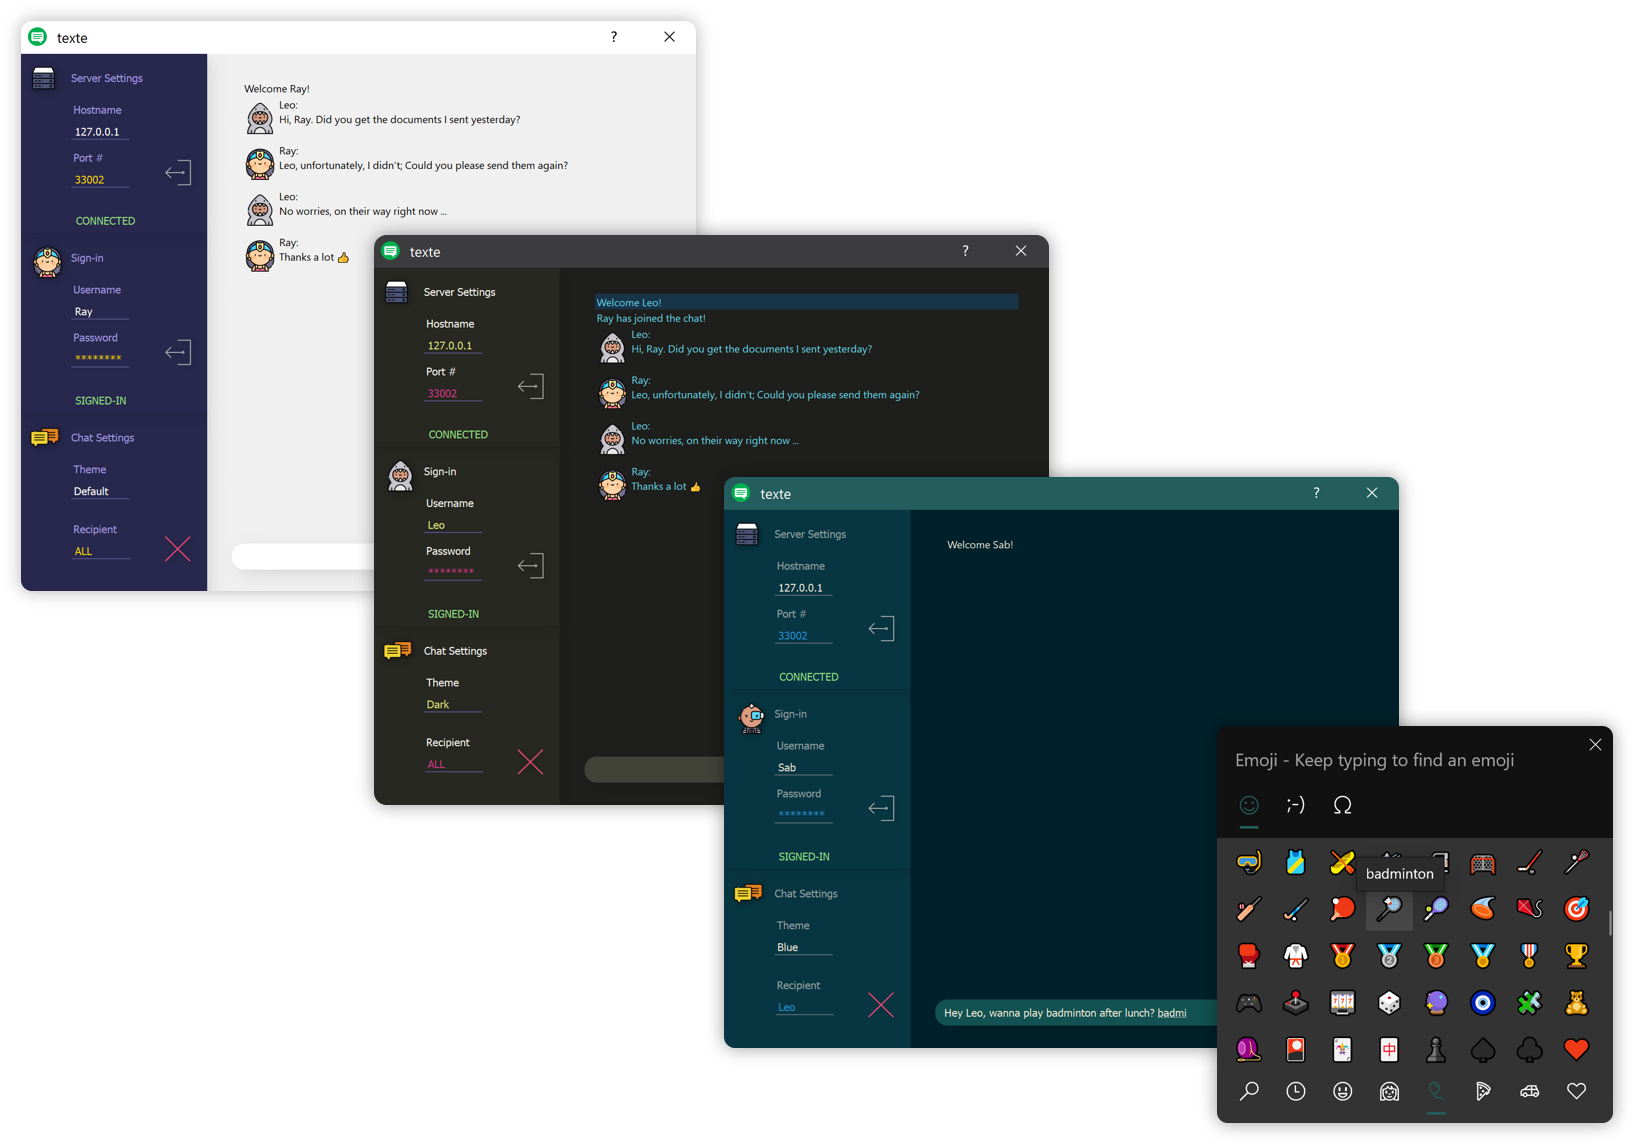 texte
?
Server Settings
Hostname
127.0.0.1
Port #
33002
CONNECTED
Sign-in
Username
Ray
Password
********
SIGNED-IN
Chat Settings
Theme
Default
Recipient
ALL
Welcome Ray!
Leo:
Hi, Ray. Did you get the documents I sent yesterday?
Ray:
Leo, unfortunately, I didn't; Could you please send them again?
Leo:
No worries, on their way right now ...
Ray:
Thanks a lot 👍
texte
?
Server Settings
Hostname
127.0.0.1
Port #
33002
CONNECTED
Sign-in
Username
Leo
Password
********
SIGNED-IN
Chat Settings
Theme
Dark
Recipient
ALL
Welcome Leo!
Ray has joined the chat!
Leo:
Hi, Ray. Did you get the documents I sent yesterday?
Ray:
Leo, unfortunately, I didn't; Could you please send them again?
Leo:
No worries, on their way right now ...
Ray:
Thanks a lot 👍
texte
?
Server Settings
Hostname
127.0.0.1
Port #
33002
CONNECTED
Sign-in
Username
Sab
Password
********
SIGNED-IN
Chat Settings
Theme
Blue
Recipient
Leo
Welcome Sab!
Hey Leo, wanna play badminton after lunch? badmi
Emoji - Keep typing to find an emoji
;-) Ω
badminton